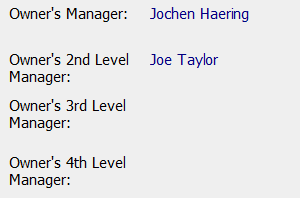 Owner's Manager: Jochen Haering
Owner's 2nd Level Joe Taylor
Manager:
Owner's 3rd Level
Manager:
Owner's 4th Level
Manager: